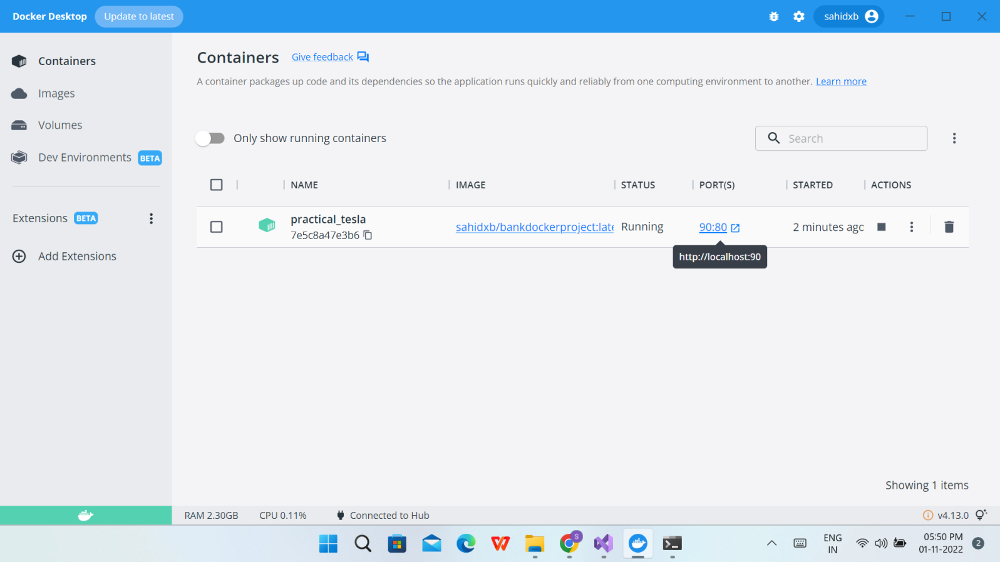 Docker Desktop Update to latest sahidxb
Containers
Images
Volumes
Dev Environments BETA
Extensions BETA
Add Extensions
Containers Give feedback
A container packages up code and its dependencies so the application runs quickly and reliably from one computing environment to another. Learn more
Only show running containers Search
NAME IMAGE STATUS PORT(S) STARTED ACTIONS
practical_tesla sahidxb/bankdockerproject:late Running 90:80 2 minutes ago
7e5c8a47e3b6
http://localhost:90
Showing 1 items
RAM 2.30GB CPU 0.11% Connected to Hub v4.13.0
S
ENG 05:50 PM
IN 01-11-2022 2